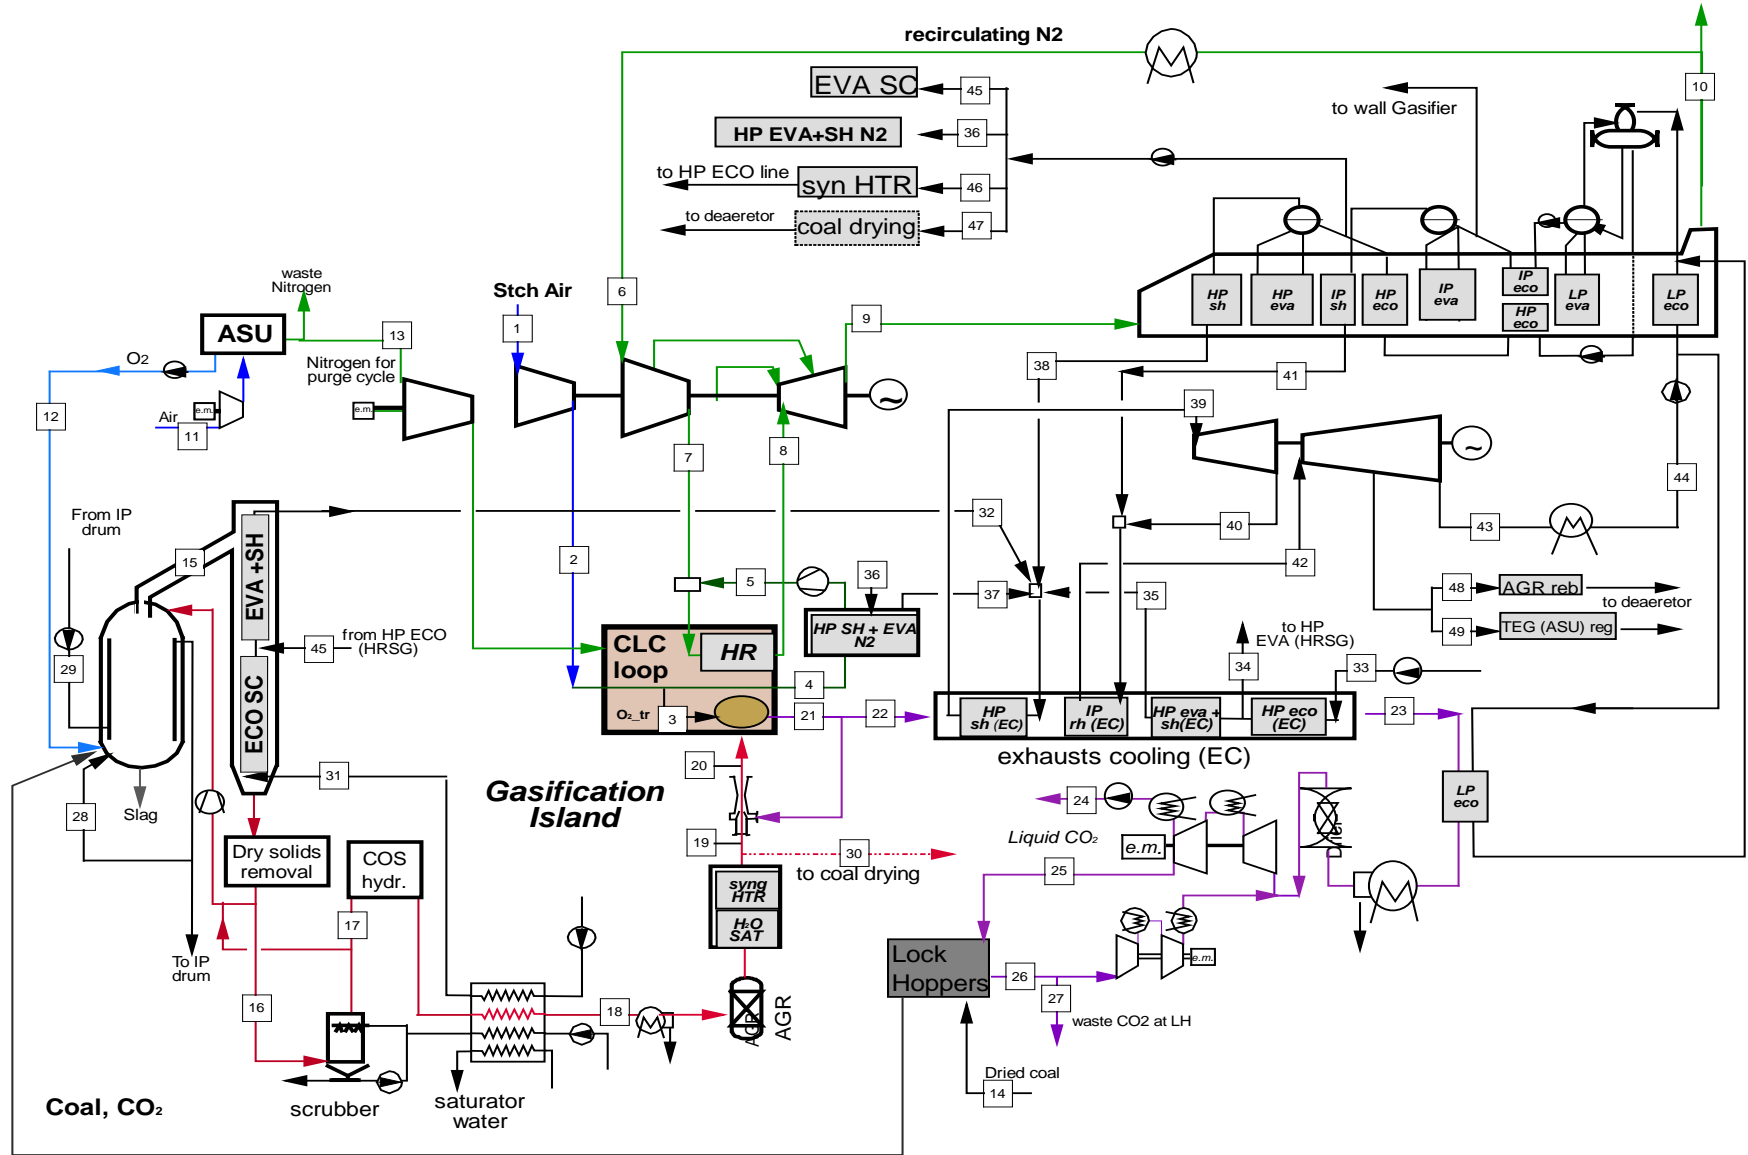 recirculating N2
EVA SC
45
10
to wall Gasifier
HP EVA+SH N2
36
to HP ECO line
syn HTR
46
to deaeretor
coal drying
47
waste
Nitrogen
Stch Air
6
HP
sh
HP
eva
IP
sh
HP
eco
IP
eva
IP
eco
HP
eco
LP
eva
LP
eco
1
9
ASU
13
O2
Nitrogen for
purge cycle
38
41
12
e.m.
e.m.
Air
11
39
~
~
7
8
44
From IP
drum
32
40
43
15
EVA +SH
2
42
5
36
37
35
48
AGR reb
to deaeretor
49
TEG (ASU) reg
29
45
from HP ECO
(HRSG)
CLC
loop
HR
HP SH + EVA
N2
to HP
EVA (HRSG)
34
33
4
ECO SC
O2_tr
3
21
22
HP
sh (EC)
IP
rh (EC)
HP eva +
sh(EC)
HP eco
(EC)
23
exhausts cooling (EC)
31
20
Gasification
Island
28
Slag
24
LP
eco
Liquid CO2
e.m.
19
Dry solids
removal
COS
hydr.
30
to coal drying
25
synq
HTR
H2O
SAT
17
To IP
drum
Lock
Hoppers
26
e.m.
27
16
18
AGR
AGR
waste CO2 at LH
Dried coal
14
Coal, CO2
scrubber
saturator
water